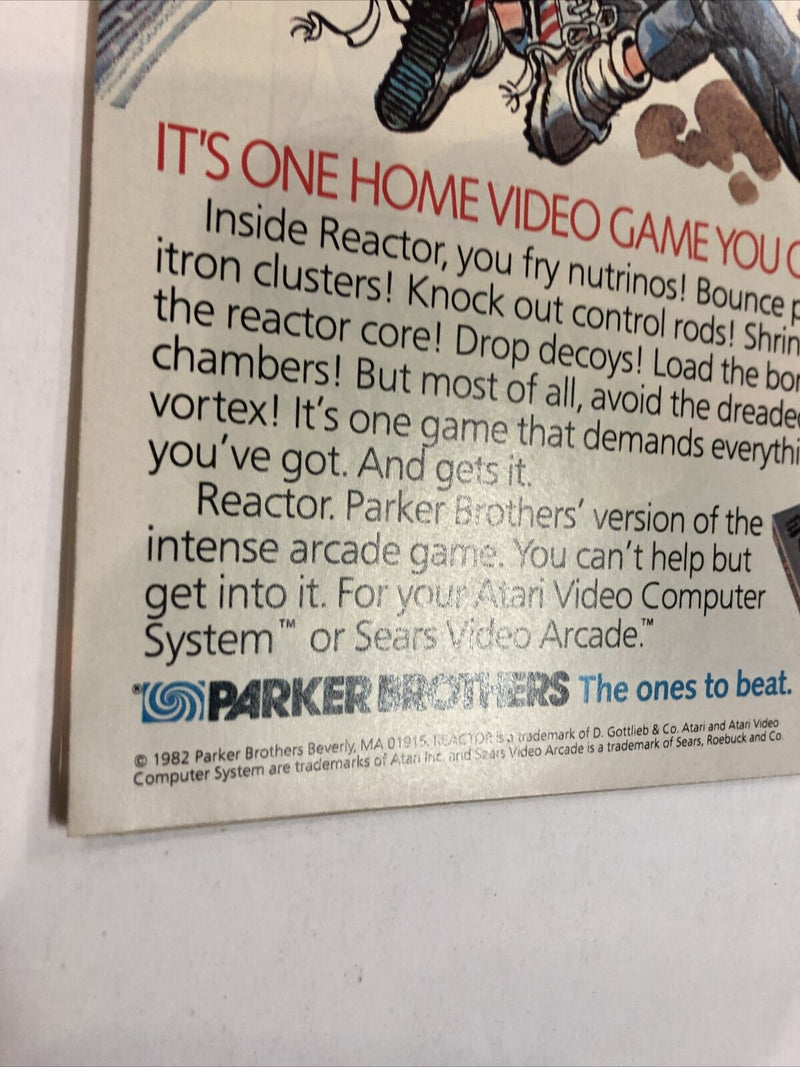 IT'S ONE HOME VIDEO GAME YOU
Inside Reactor, you fry nutrinos! Bounce
itron clusters! Knock out control rods! Shrin
the reactor core! Drop decoys! Load the bon
chambers! But most of all, avoid the dreaded
vortex! It's one game that demands everythi
you've got. And gets it.
Reactor. Parker Brothers' version of the
intense arcade game. You can't help but
get into it. For your Atari Video Computer
System™ or Sears Video Arcade.™
PARKER BROTHERS The ones to beat.
© 1982 Parker Brothers Beverly, MA 01915. REACTOR is a trademark of D. Gottlieb & Co. Atari and Atari Video
Computer System are trademarks of Atari Inc. and Sears Video Arcade is a trademark of Sears, Roebuck and Co.